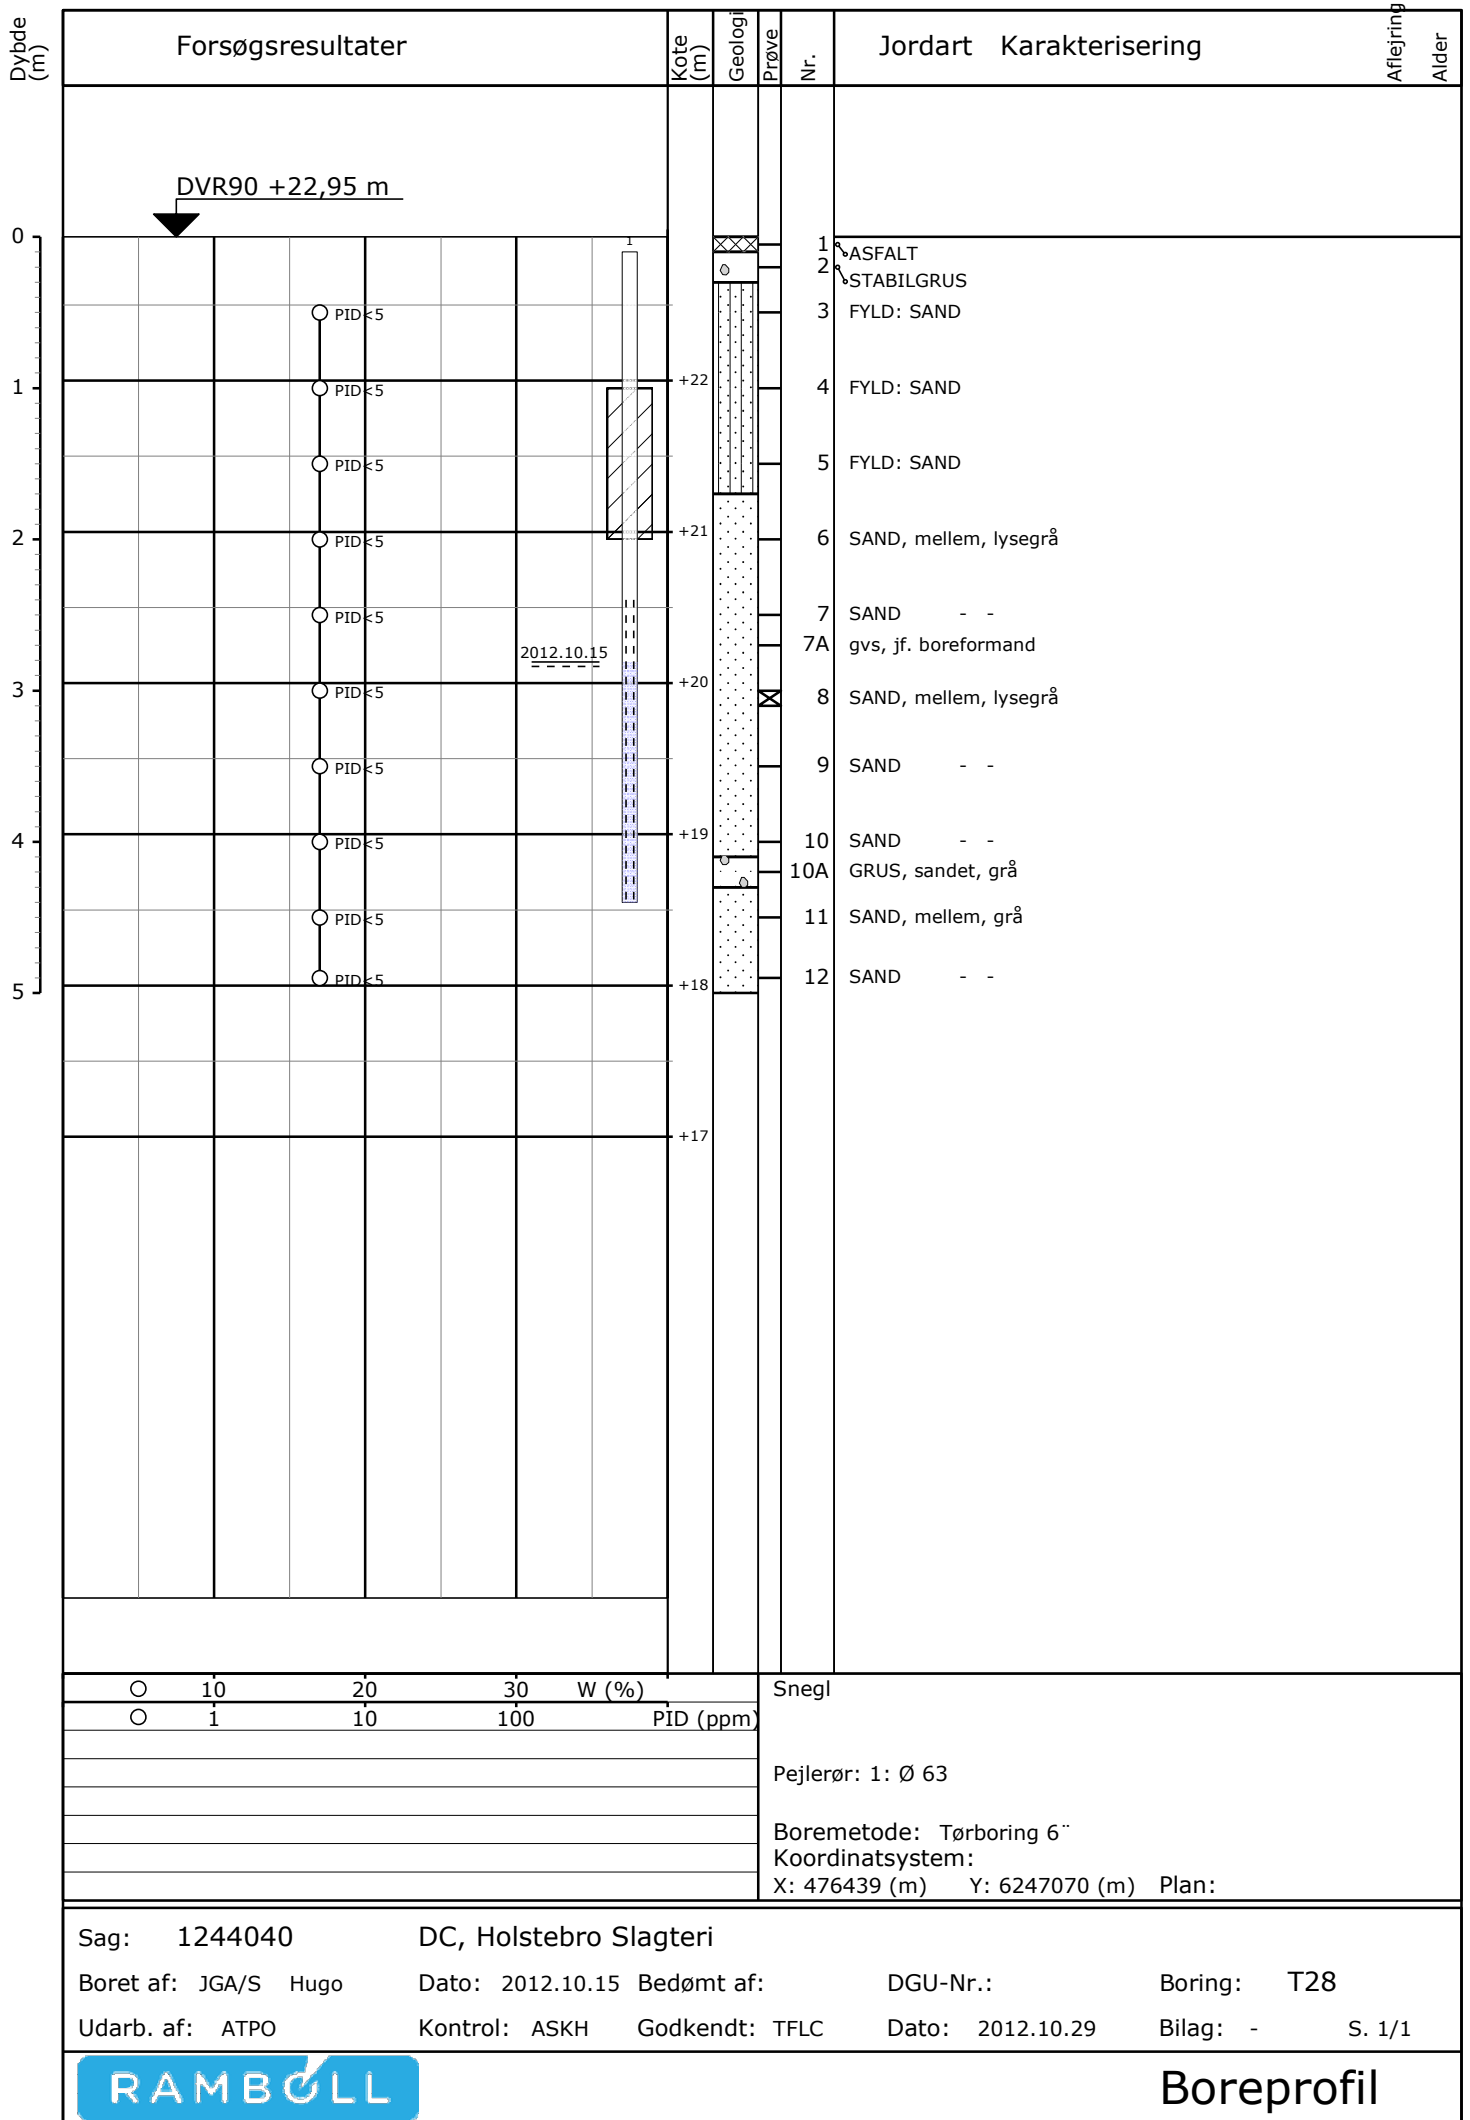 Dybde (m)
Forsøgsresultater
Kote (m)
Geologi
Prøve
Nr.
Jordart Karakterisering
Aflejring
Alder
DVR90 +22,95 m
0
1
1 ASFALT
2 STABILGRUS
PID<5
3 FYLD: SAND
+22
1
PID<5
4 FYLD: SAND
PID<5
5 FYLD: SAND
+21
2
PID<5
6 SAND, mellem, lysegrå
PID<5
7 SAND - -
7A gvs, jf. boreformand
2012.10.15
+20
3
PID<5
8 SAND, mellem, lysegrå
PID<5
9 SAND - -
+19
4
PID<5
10 SAND - -
10A GRUS, sandet, grå
PID<5
11 SAND, mellem, grå
PID<5
12 SAND - -
+18
5
+17
10 20 30 W (%)
1 10 100 PID (ppm)
Snegl
Pejlerør: 1: Ø 63
Boremetode: Tørboring 6¨
Koordinatsystem:
X: 476439 (m) Y: 6247070 (m) Plan:
Sag: 1244040 DC, Holstebro Slagteri
Boret af: JGA/S Hugo Dato: 2012.10.15 Bedømt af: DGU-Nr.: Boring: T28
Udarb. af: ATPO Kontrol: ASKH Godkendt: TFLC Dato: 2012.10.29 Bilag: - S. 1/1
RAMBØLL
Boreprofil